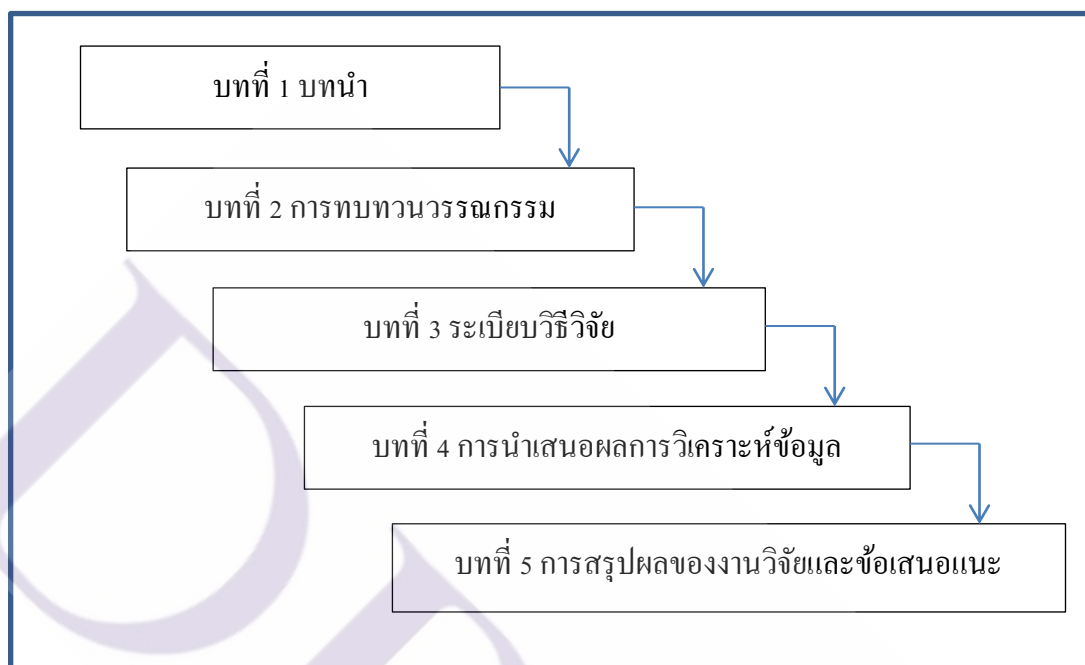 บทที่ 1 บทนำ
บทที่ 2 การทบทวนวรรณกรรม
บทที่ 3 ระเบียบวิธีวิจัย
บทที่ 4 การนำเสนอผลการวิเคราะห์ข้อมูล
บทที่ 5 การสรุปผลของงานวิจัยและข้อเสนอแนะ